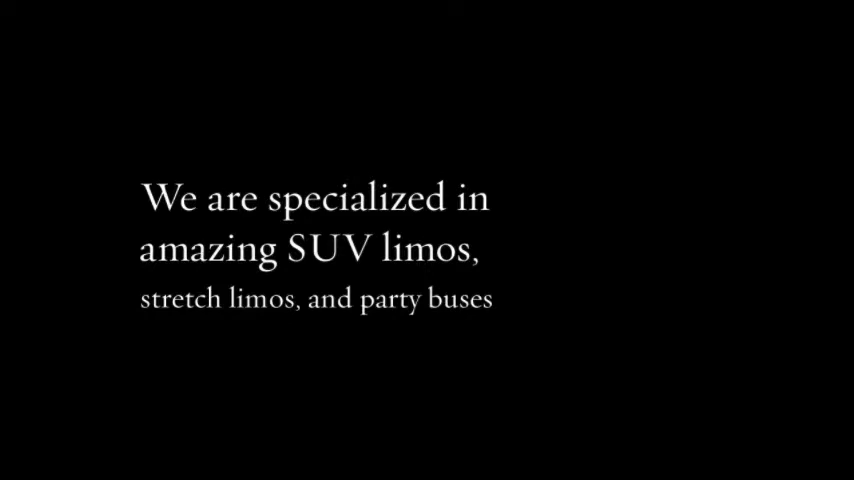 We are specialized in
amazing SUV limos,
stretch limos, and party buses